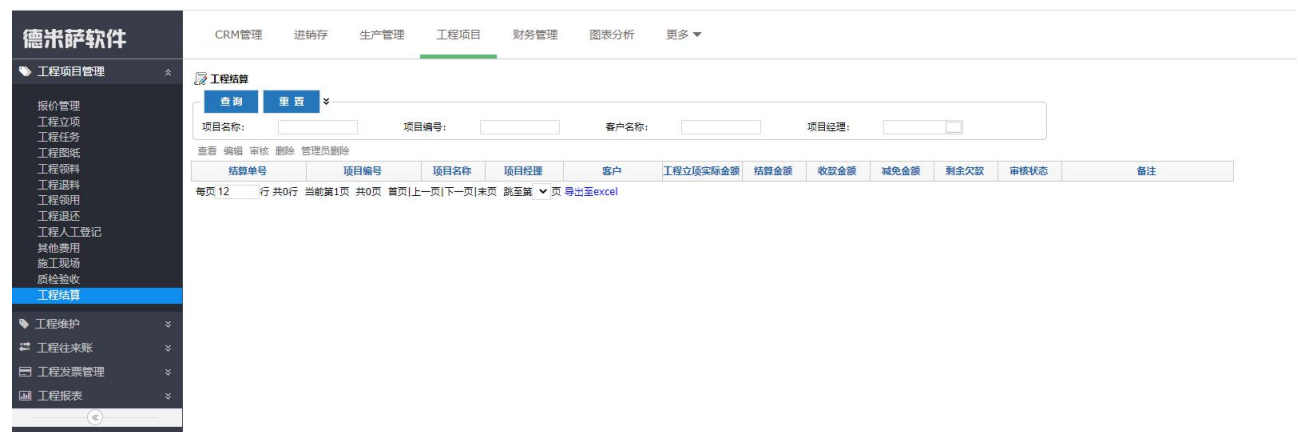 德米萨软件
CRM管理 进销存 生产管理 工程项目 财务管理 图表分析 更多
工程项目管理
报价管理
工程立项
工程任务
工程图纸
工程领料
工程退料
工程领用
工程退还
工程人工登记
其他费用
施工现场
质检验收
工程结算
工程维护
工程往来账
工程发票管理
工程报表
工程结算
查询 重置
项目名称: 项目编号: 客户名称: 项目经理:
查看 编辑 审核 删除 管理员删除
结算单号 项目编号 项目名称 项目经理 客户 工程立项实际金额 结算金额 收款金额 减免金额 剩余欠款 审核状态 备注
每页 12 行 共0行 当前第1页 共0页 首页|上一页|下一页|末页 跳至第 页 导出至excel